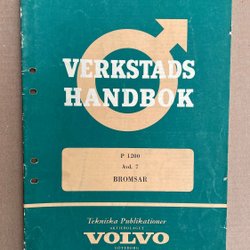 VERKSTADS
HANDBOK
P 1200
Avd. 7
BROMSAR
Tekniska Publikationer
AKTIEBOLAGET
VOLVO
GÖTEBORG